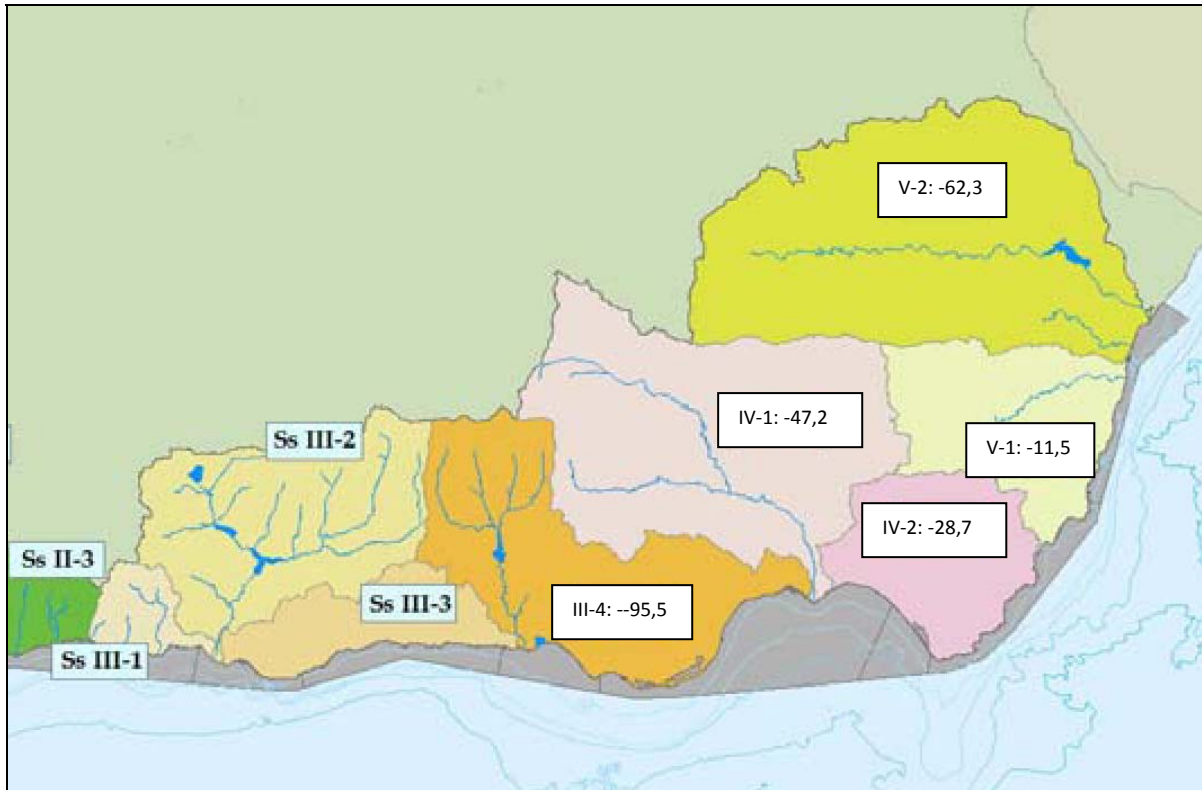 V-2: -62,3
IV-1: -47,2
V-1: -11,5
Ss III-2
IV-2: -28,7
Ss II-3
Ss III-3
III-4: --95,5
Ss III-1